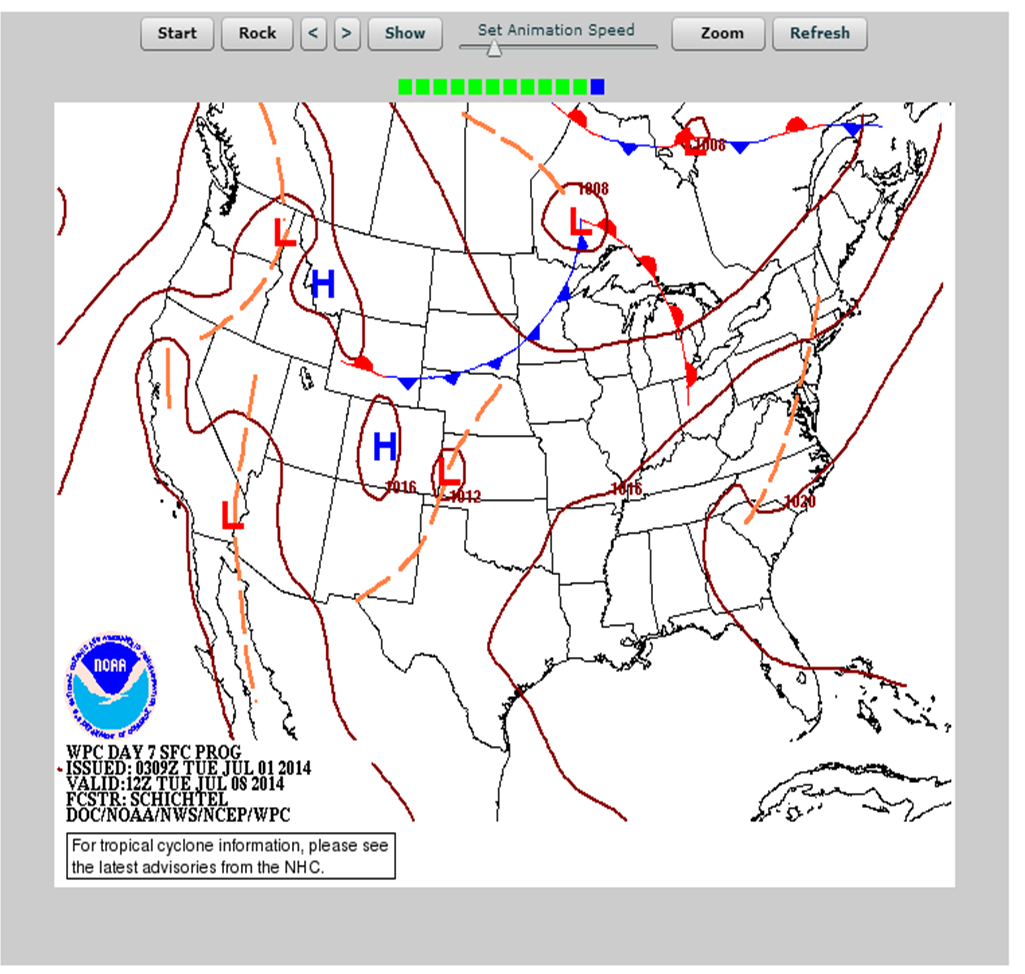 Start Rock < > Show Set Animation Speed Zoom Refresh
1008
1008
L
L
L
H
H
1016
L
1012
1016
1020
L
NOAA
WPC DAY 7 SFC PROG
ISSUED: 0309Z TUE JUL 01 2014
VALID:12Z TUE JUL 08 2014
FCSTR: SCHICHTEL
DOC/NOAA/NWS/NCEP/WPC
For tropical cyclone information, please see
the latest advisories from the NHC.